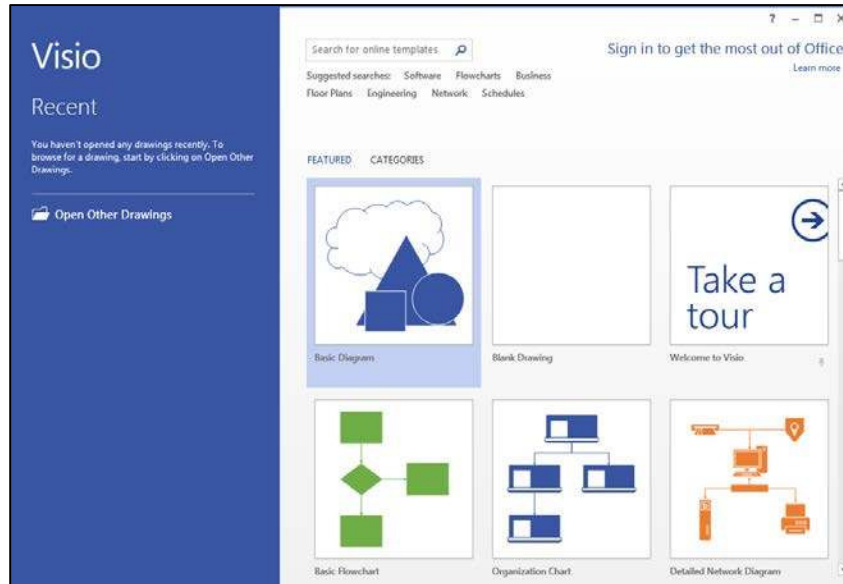 Visio
Recent
You haven't opened any drawings recently. To
browse for a drawing, start by clicking on Open Other
Drawings.
Open Other Drawings
?
Search for online templates
Sign in to get the most out of Office
Learn more
Suggested searches: Software Flowcharts Business
Floor Plans Engineering Network Schedules
FEATURED CATEGORIES
Take a
tour
Basic Diagram
Blank Drawing
Welcome to Visio
Basic Flowchart
Organization Chart
Detailed Network Diagram